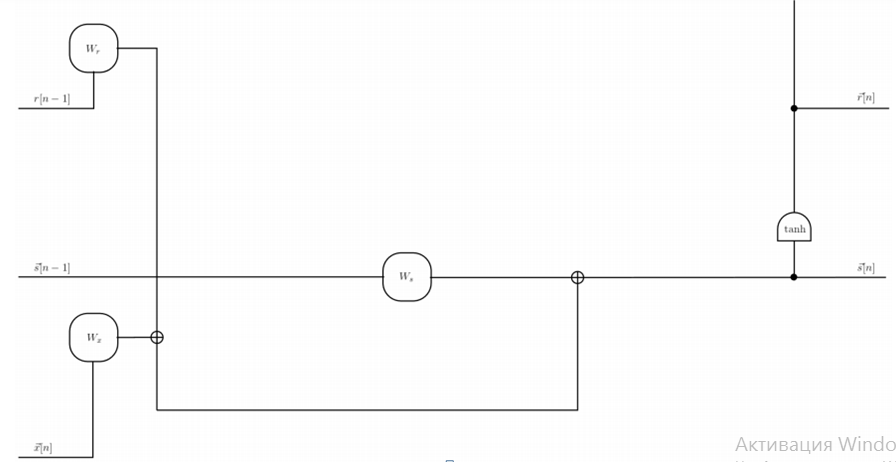 W_r
r[n − 1]
r⃗[n]
tanh
s⃗[n − 1]
W_s
s⃗[n]
W_x
x⃗[n]
Активация Windo